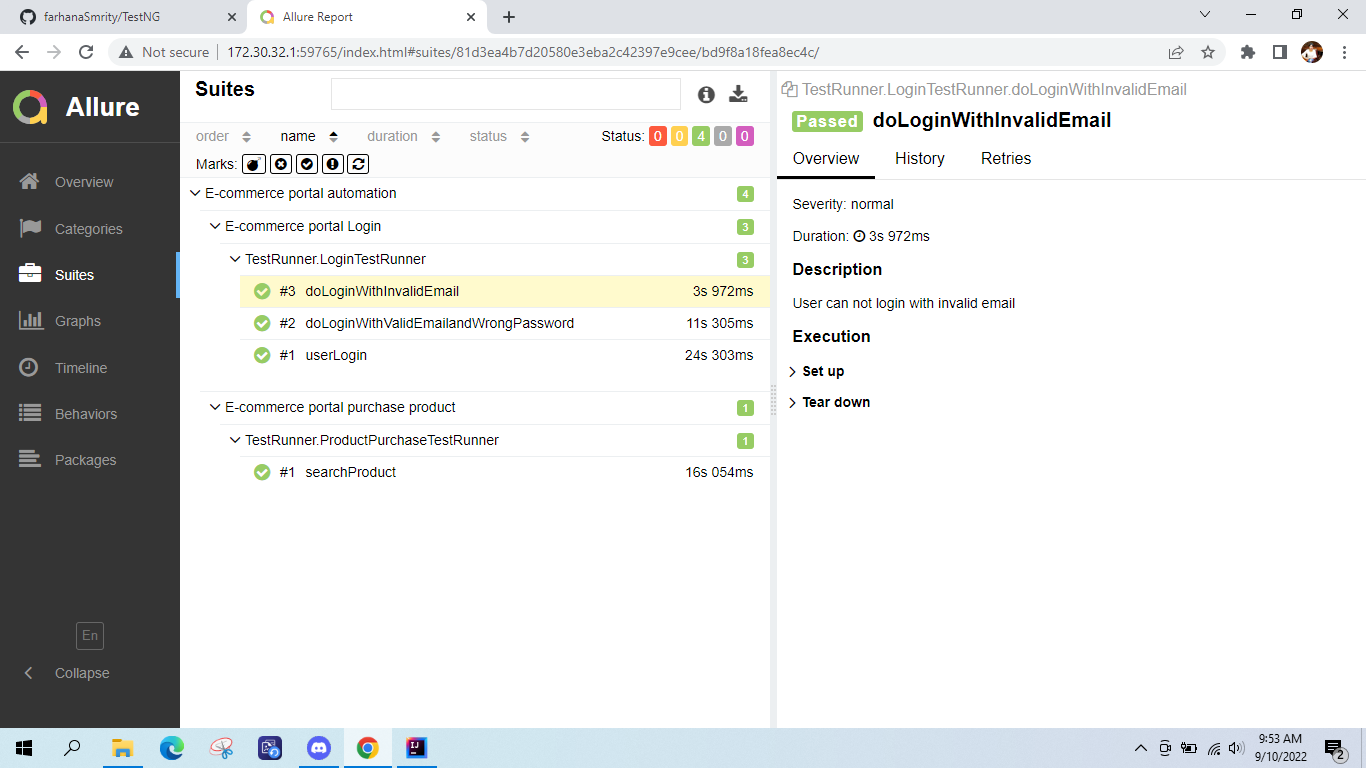 farhanaSmrity/TestNG
Allure Report
Not secure
172.30.32.1:59765/index.html#suites/81d3ea4b7d20580e3eba2c42397e9cee/bd9f8a18fea8ec4c/
Allure
Overview
Categories
Suites
Graphs
Timeline
Behaviors
Packages
En
Collapse
Suites
order name duration status Status: 0 0 4 0 0
Marks:
E-commerce portal automation 4
E-commerce portal Login 3
TestRunner.LoginTestRunner 3
#3 doLoginWithInvalidEmail 3s 972ms
#2 doLoginWithValidEmailandWrongPassword 11s 305ms
#1 userLogin 24s 303ms
E-commerce portal purchase product 1
TestRunner.ProductPurchaseTestRunner 1
#1 searchProduct 16s 054ms
TestRunner.LoginTestRunner.doLoginWithInvalidEmail
Passed doLoginWithInvalidEmail
Overview History Retries
Severity: normal
Duration: 3s 972ms
Description
User can not login with invalid email
Execution
Set up
Tear down
9:53 AM
9/10/2022
2